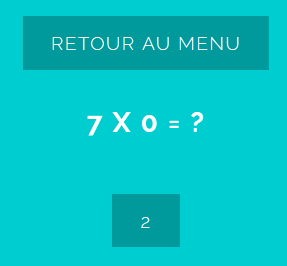 RETOUR AU MENU
7 X 0 = ?
2